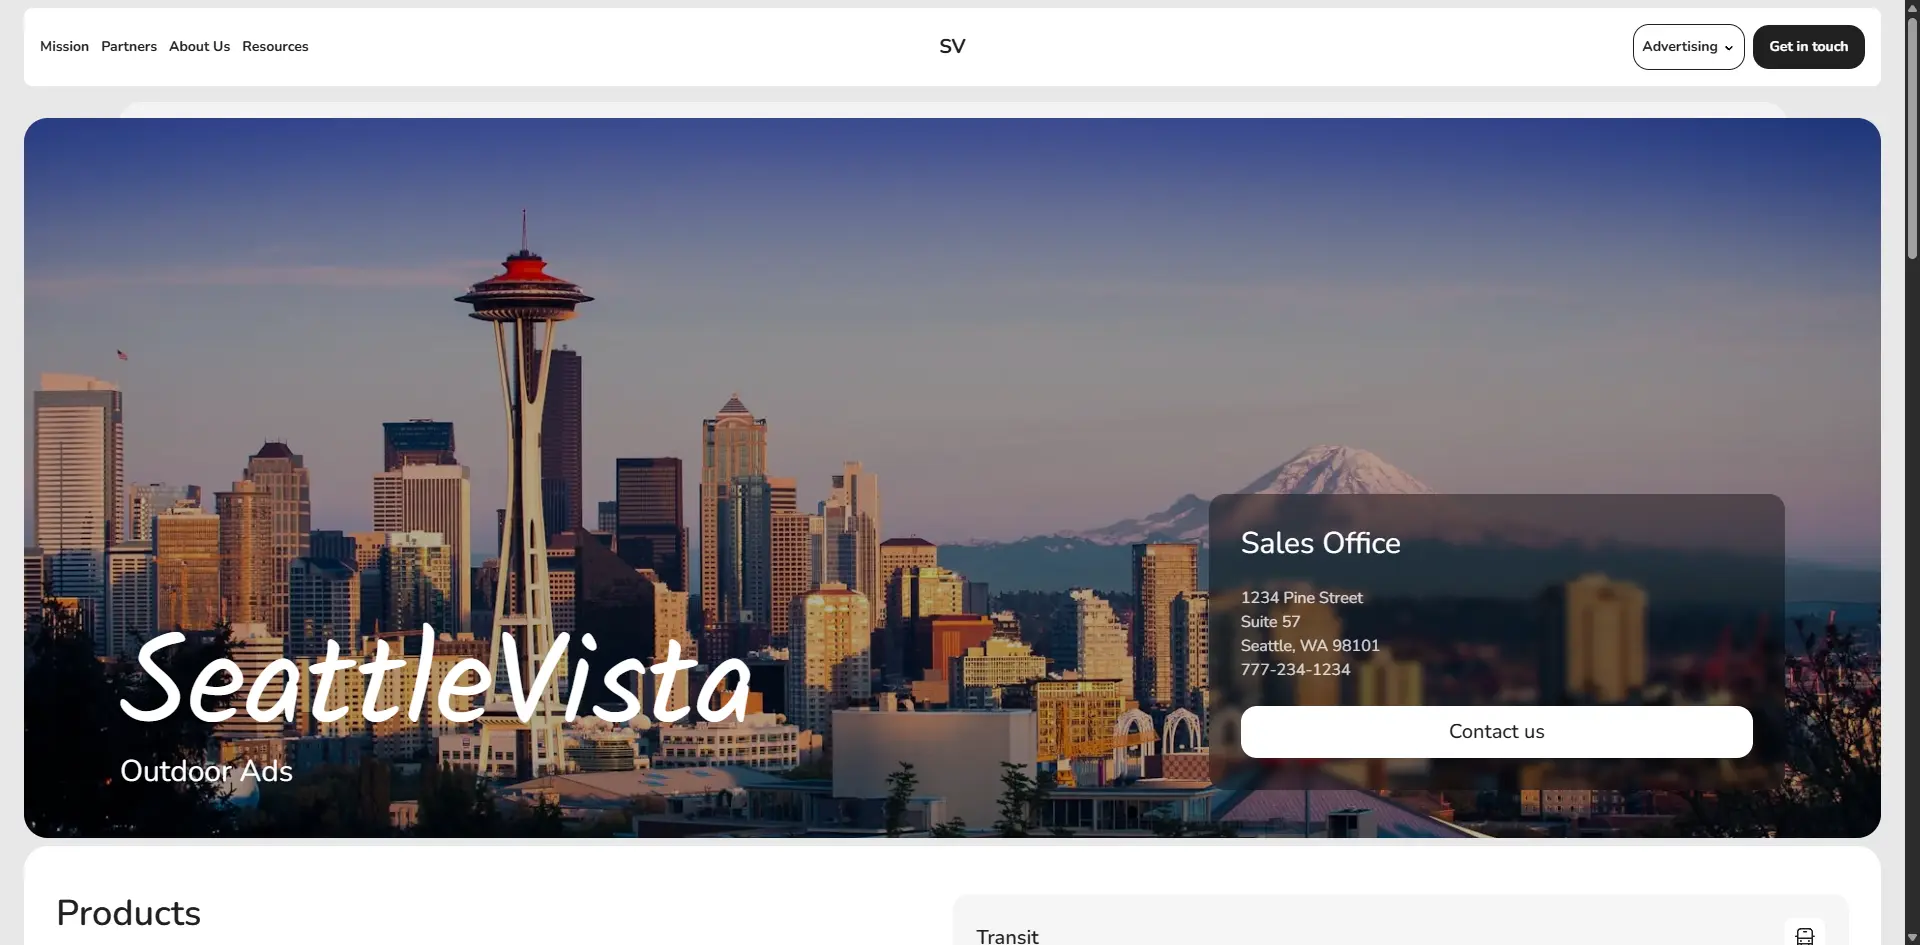 Mission Partners About Us Resources
SV
Advertising
Get in touch
SeattleVista
Outdoor Ads
Sales Office
1234 Pine Street
Suite 57
Seattle, WA 98101
777-234-1234
Contact us
Products
Transit